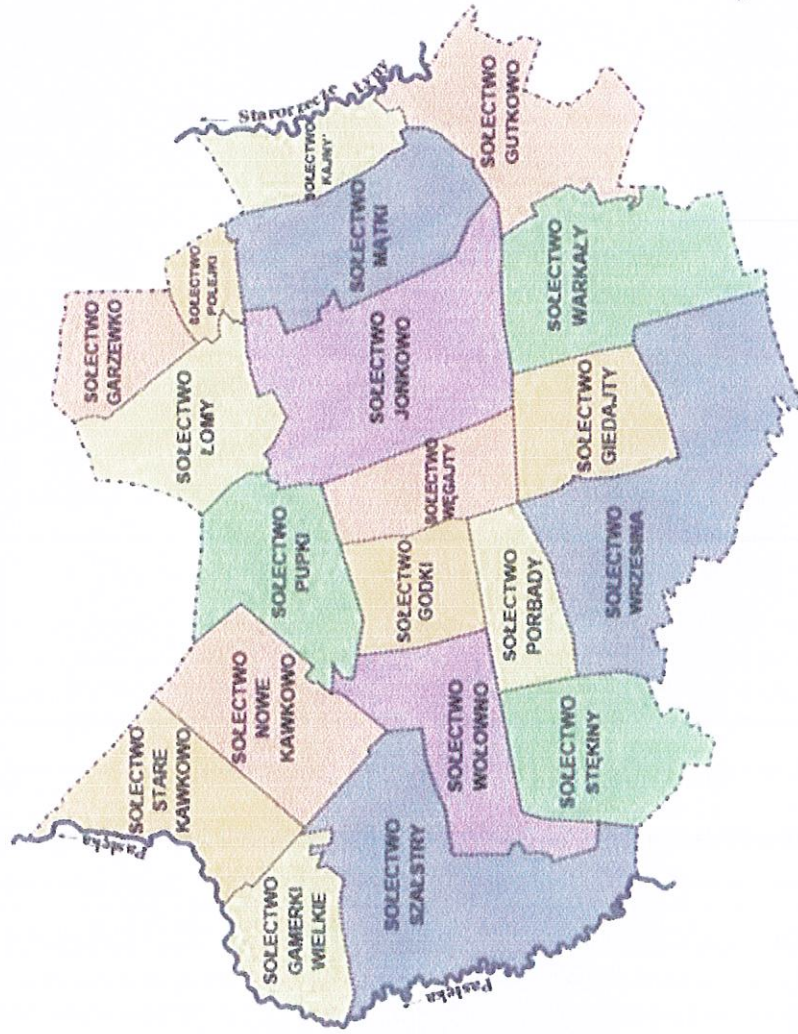 SOŁECTWO
STARE
KAWKOWO
SOŁECTWO
NOWE
KAWKOWO
SOŁECTWO
GAMERKI
WIELKIE
SOŁECTWO
SZAŁSTRY
SOŁECTWO
WOŁOWNO
SOŁECTWO
STĘKINY
SOŁECTWO
PUPKI
SOŁECTWO
GODKI
SOŁECTWO
PORBADY
SOŁECTWO
WRZESINA
SOŁECTWO
ŁOMY
SOŁECTWO
GARZEWKO
SOŁECTWO
POLEJKI
SOŁECTWO
JONKOWO
SOŁECTWO
WĘGAJTY
SOŁECTWO
GIEDAJTY
SOŁECTWO
KAJNY
SOŁECTWO
MĄTKI
SOŁECTWO
WARKAŁY
SOŁECTWO
GUTKOWO
Starorzecze Łyny
Pasłęka
Pasłęka